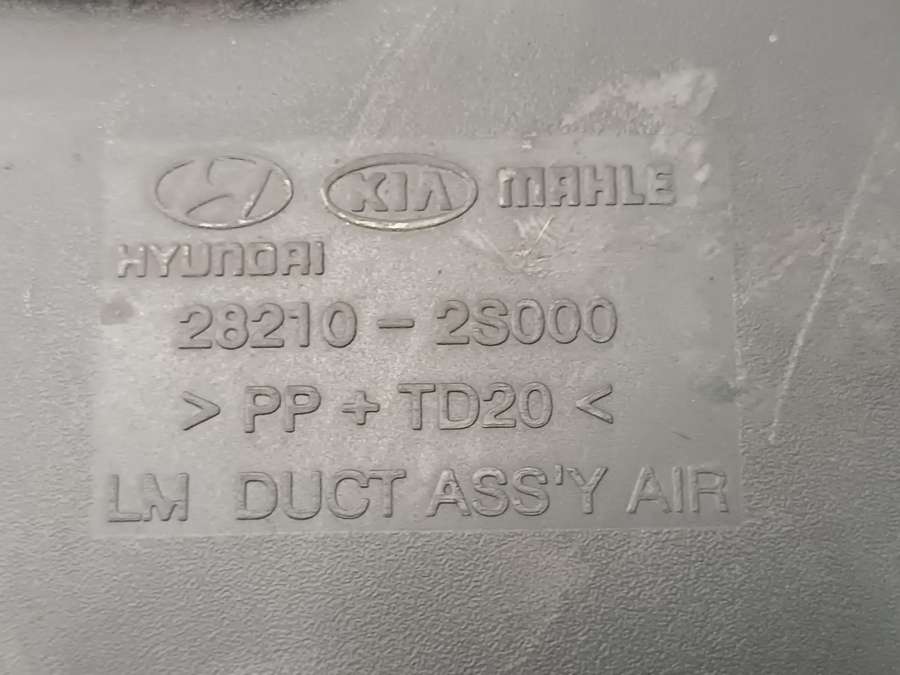 KIA MAHLE
HYUNDAI
28210-2S000
> PP + TD20 <
LM DUCT ASS'Y AIR